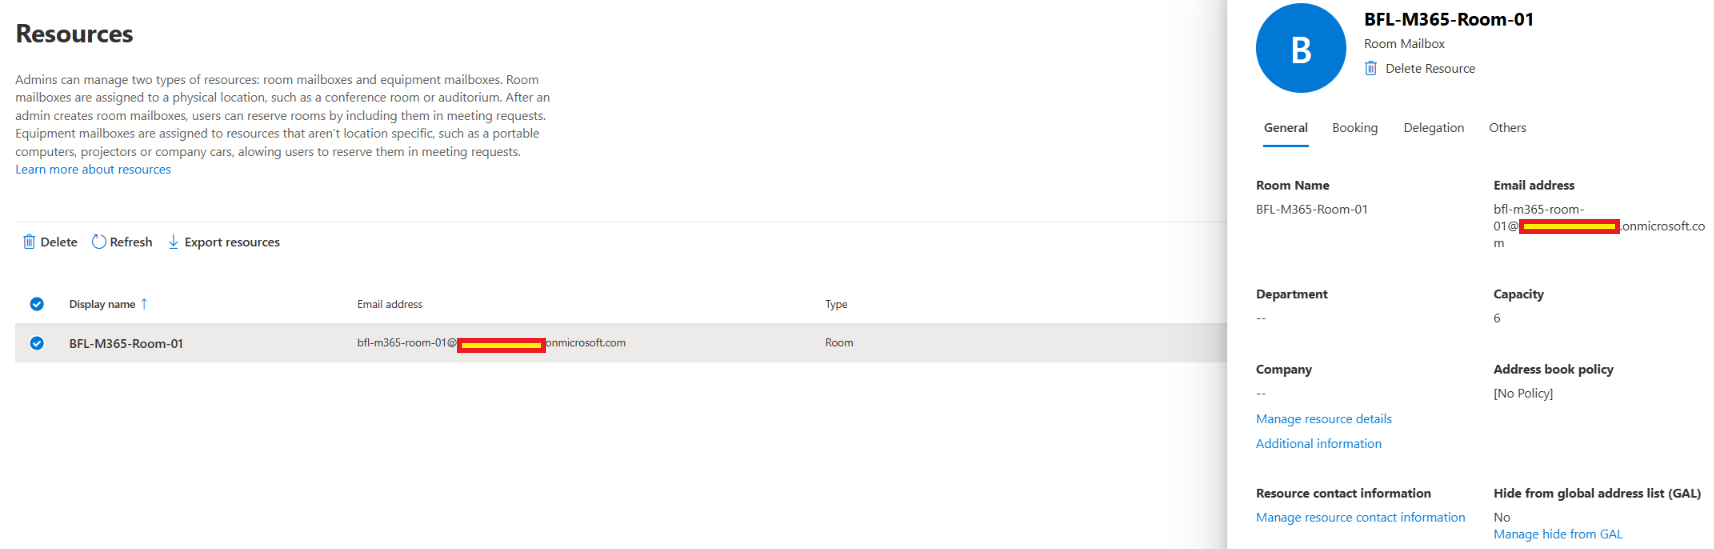 Resources
Admins can manage two types of resources: room mailboxes and equipment mailboxes. Room
mailboxes are assigned to a physical location, such as a conference room or auditorium. After an
admin creates room mailboxes, users can reserve rooms by including them in meeting requests.
Equipment mailboxes are assigned to resources that aren't location specific, such as a portable
computers, projectors or company cars, alowing users to reserve them in meeting requests.
Learn more about resources
Delete Refresh Export resources
Display name ↑ Email address Type
BFL-M365-Room-01 bfl-m365-room-01@ onmicrosoft.com Room
B
BFL-M365-Room-01
Room Mailbox
Delete Resource
General Booking Delegation Others
Room Name
BFL-M365-Room-01
Email address
bfl-m365-room-
01@ .onmicrosoft.co
m
Department
--
Capacity
6
Company
--
Address book policy
[No Policy]
Manage resource details
Additional information
Resource contact information
Manage resource contact information
Hide from global address list (GAL)
No
Manage hide from GAL